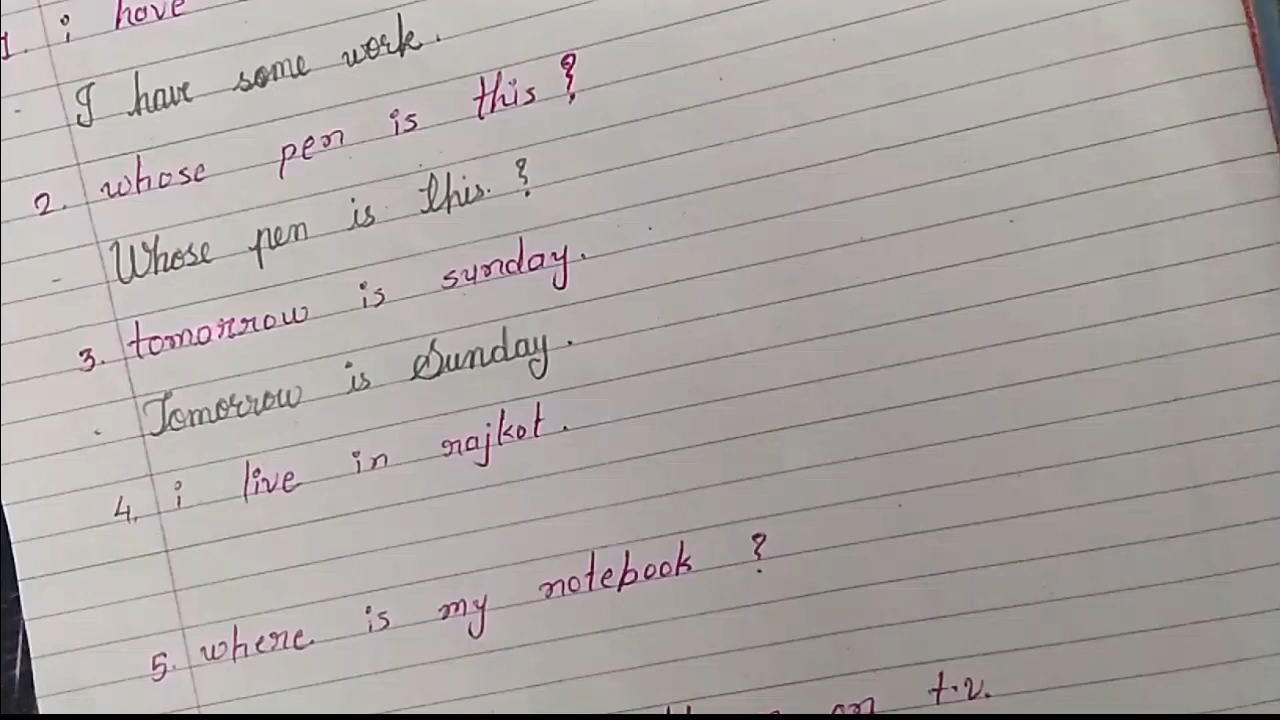 1. i have
- I have some work.
2. whose pen is this ?
- Whose pen is this. ?
3. tomorrow is sunday.
- Tomorrow is Sunday.
4. i live in rajkot.
5. where is my notebook ?
on t.v.